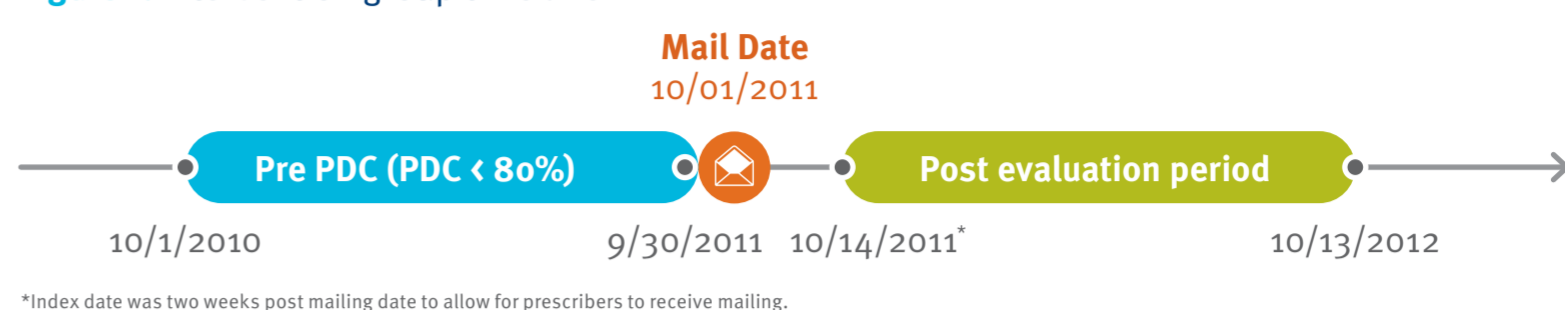 Mail Date
10/01/2011
Pre PDC (PDC < 80%)
Post evaluation period
10/1/2010
9/30/2011
10/14/2011*
10/13/2012
*Index date was two weeks post mailing date to allow for prescribers to receive mailing.